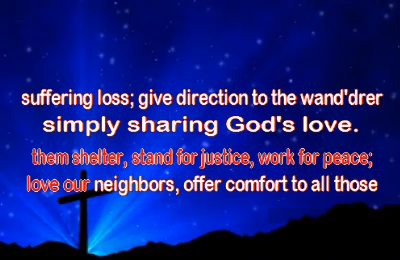 suffering loss; give direction to the wand'drer
simply sharing God's love.
them shelter, stand for justice, work for peace;
love our neighbors, offer comfort to all those